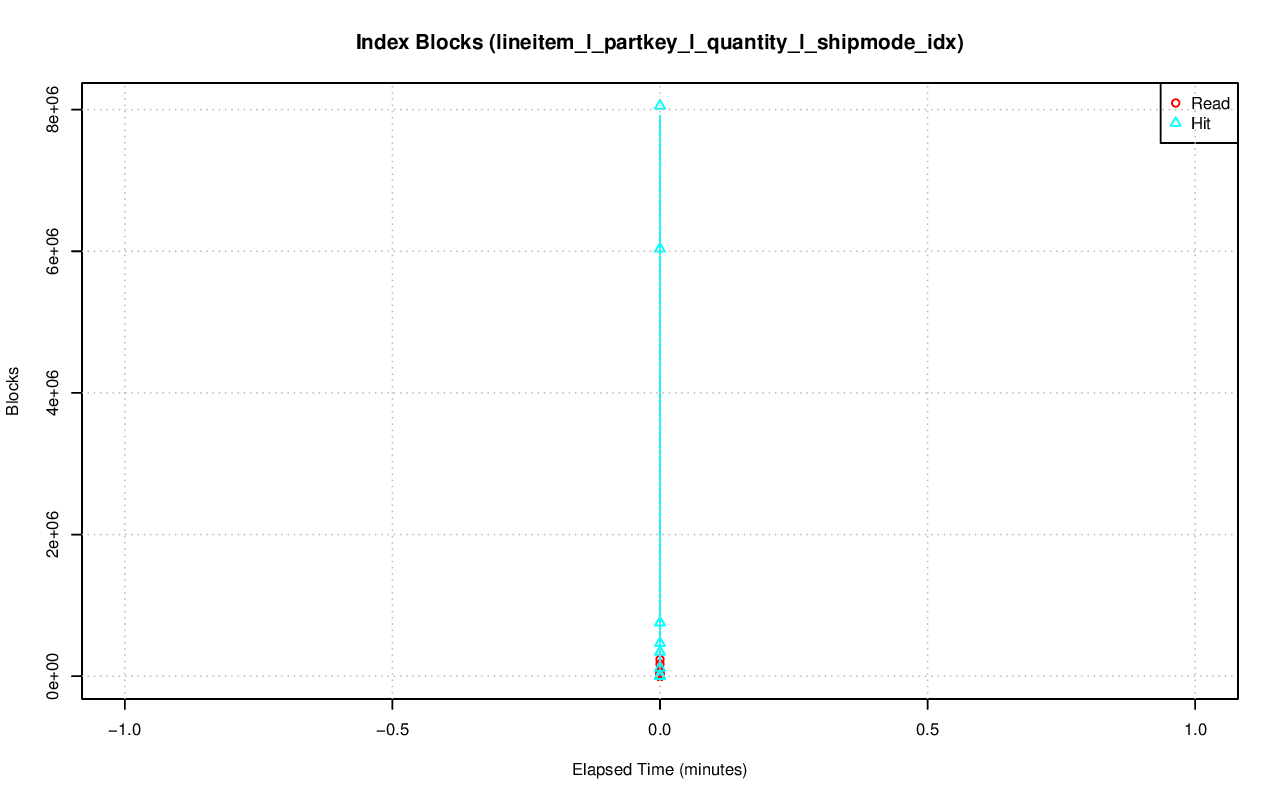 Index Blocks (lineitem_l_partkey_l_quantity_l_shipmode_idx)
Read
Hit
8e+06
6e+06
4e+06
2e+06
0e+00
Blocks
−1.0
−0.5
0.0
0.5
1.0
Elapsed Time (minutes)